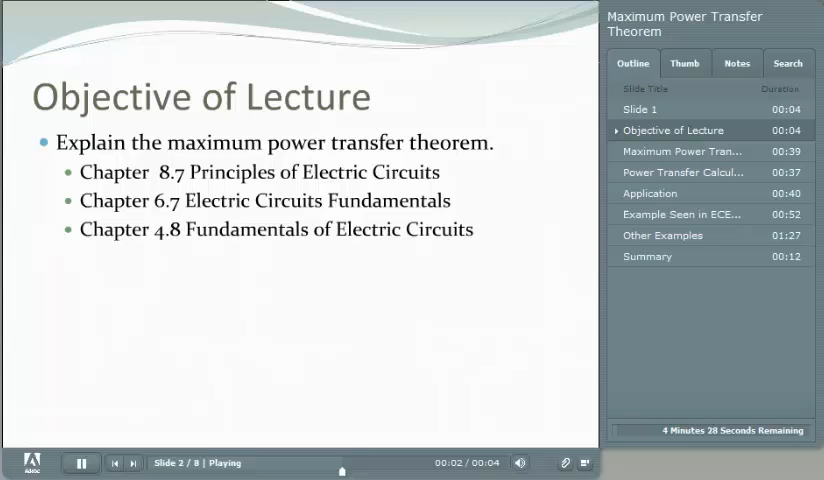 Objective of Lecture
• Explain the maximum power transfer theorem.
• Chapter 8.7 Principles of Electric Circuits
• Chapter 6.7 Electric Circuits Fundamentals
• Chapter 4.8 Fundamentals of Electric Circuits
Maximum Power Transfer
Theorem
Outline Thumb Notes Search
Slide Title Duration
Slide 1 00:04
Objective of Lecture 00:04
Maximum Power Tran... 00:39
Power Transfer Calcul... 00:37
Application 00:40
Example Seen in ECE... 00:52
Other Examples 01:27
Summary 00:12
4 Minutes 28 Seconds Remaining
Adobe
Slide 2 / 8 | Playing 00:02 / 00:04